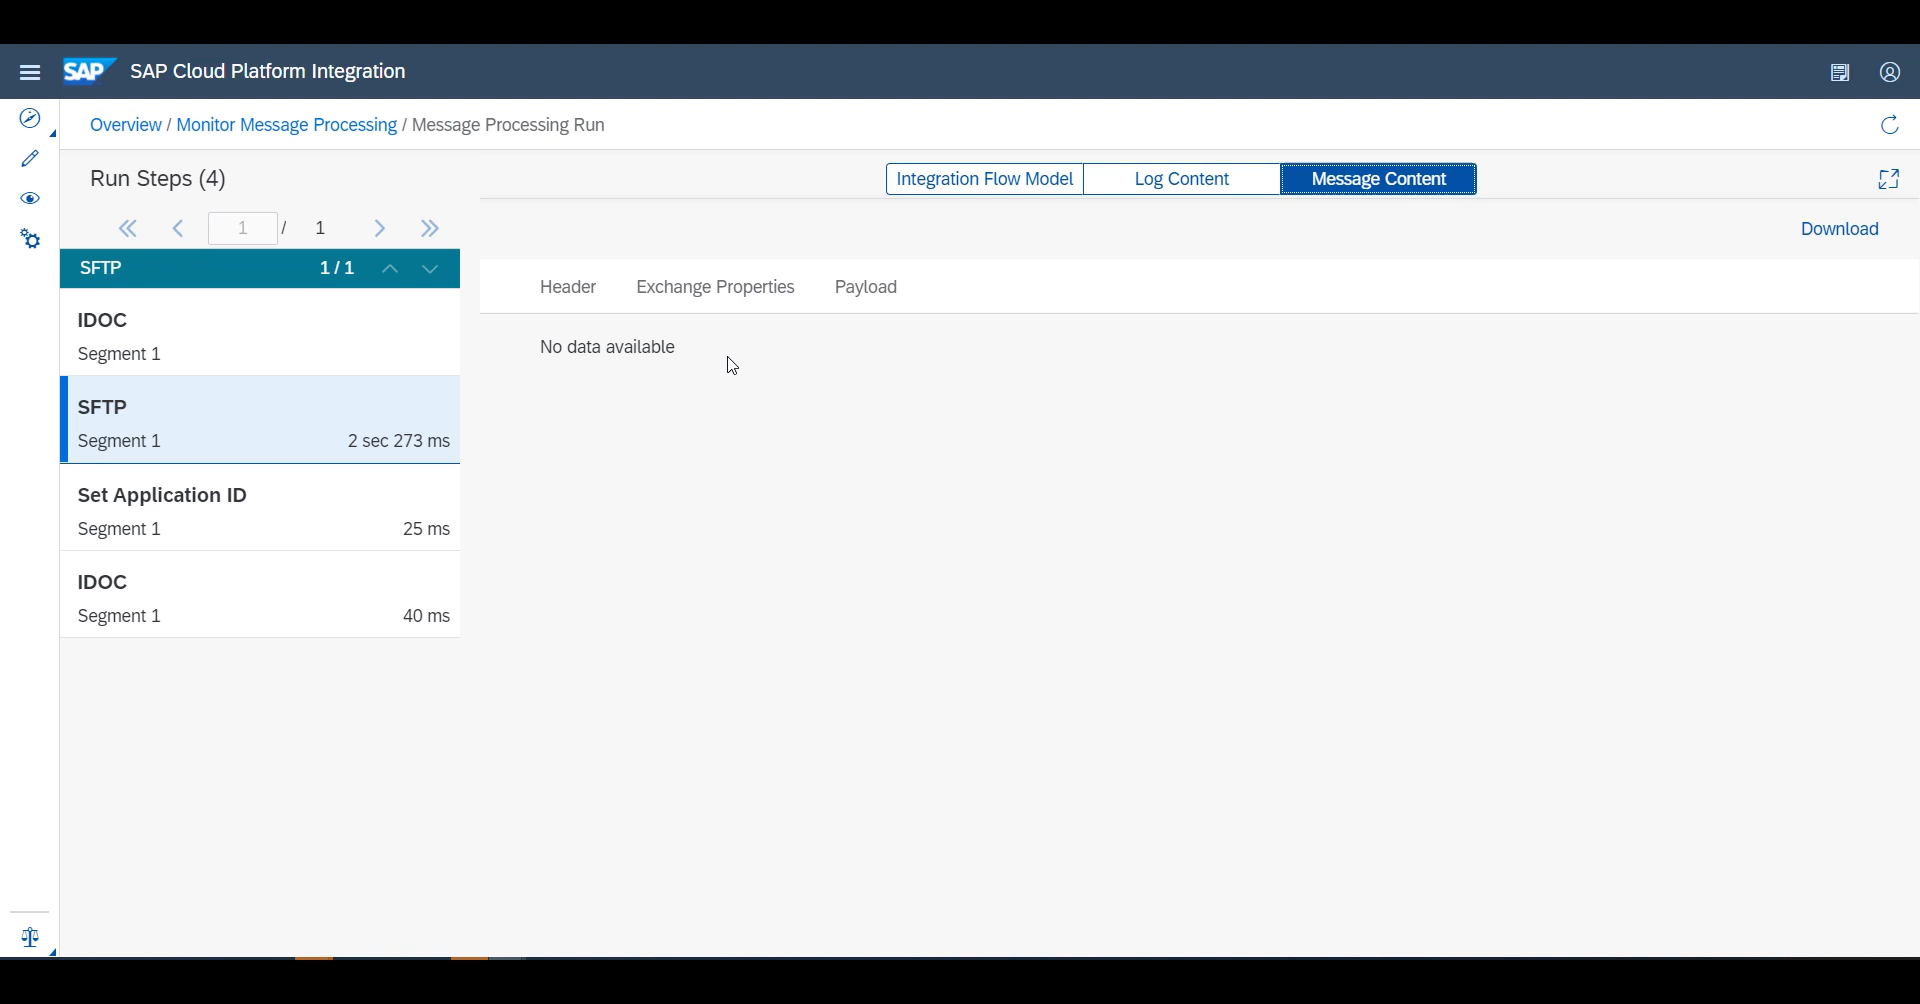 SAP SAP Cloud Platform Integration
Overview / Monitor Message Processing / Message Processing Run
Run Steps (4)
Integration Flow Model Log Content Message Content
1 / 1
Download
SFTP 1 / 1
Header Exchange Properties Payload
IDOC
Segment 1
No data available
SFTP
Segment 1 2 sec 273 ms
Set Application ID
Segment 1 25 ms
IDOC
Segment 1 40 ms